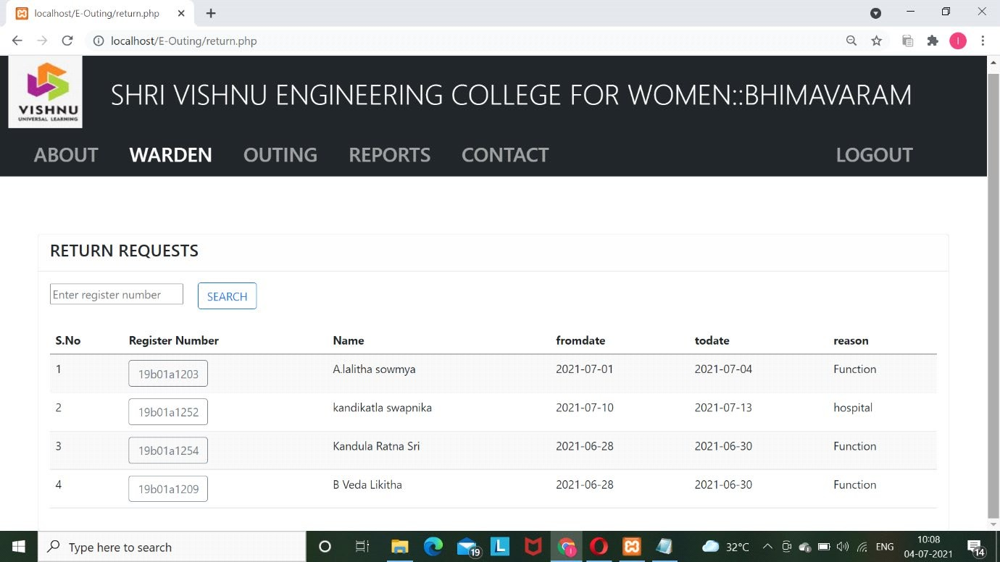 localhost/E-Outing/return.php
localhost/E-Outing/return.php
I
VISHNU
UNIVERSAL LEARNING
SHRI VISHNU ENGINEERING COLLEGE FOR WOMEN::BHIMAVARAM
ABOUT WARDEN OUTING REPORTS CONTACT LOGOUT
RETURN REQUESTS
Enter register number SEARCH
S.No Register Number Name fromdate todate reason
1 19b01a1203 A.lalitha sowmya 2021-07-01 2021-07-04 Function
2 19b01a1252 kandikatla swapnika 2021-07-10 2021-07-13 hospital
3 19b01a1254 Kandula Ratna Sri 2021-06-28 2021-06-30 Function
4 19b01a1209 B Veda Likitha 2021-06-28 2021-06-30 Function
Type here to search 19 L I 32°C ENG 10:08 14
04-07-2021